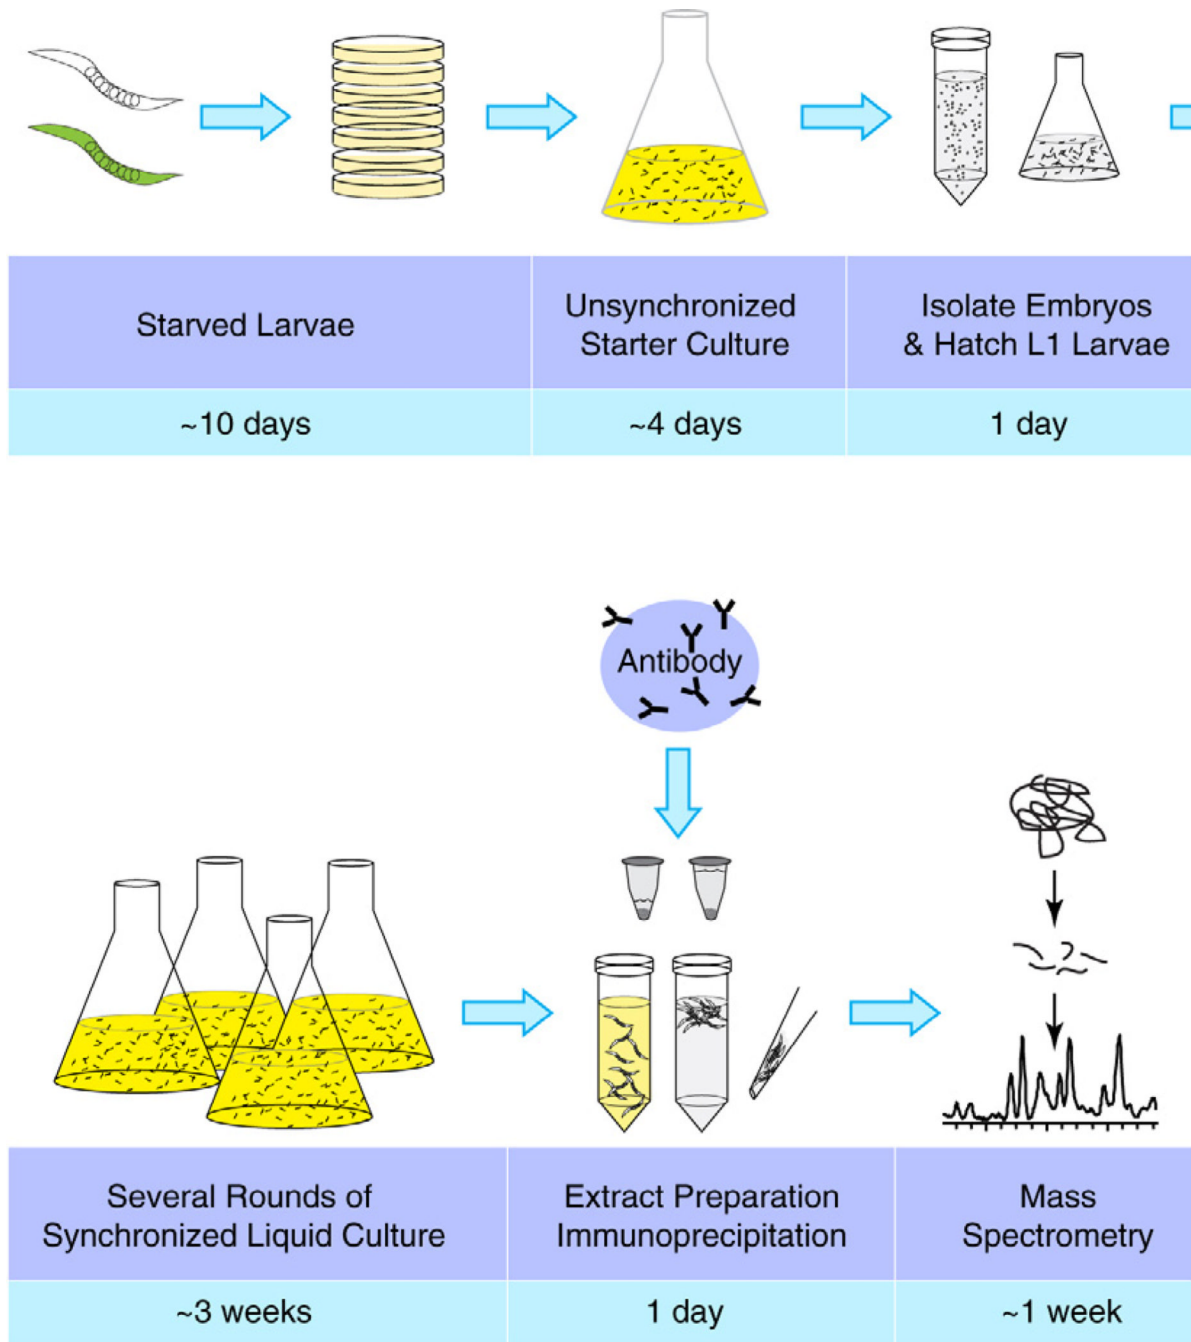 Starved Larvae
Unsynchronized
Starter Culture
Isolate Embryos
& Hatch L1 Larvae
~10 days
~4 days
1 day
Antibody
Several Rounds of
Synchronized Liquid Culture
Extract Preparation
Immunoprecipitation
Mass
Spectrometry
~3 weeks
1 day
~1 week